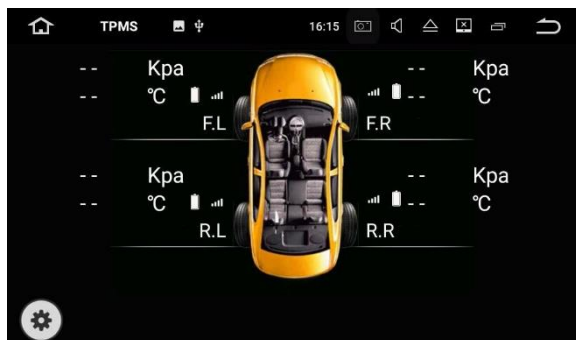 TPMS 16:15
-- Kpa -- Kpa
-- ℃ -- ℃
F.L F.R
-- Kpa -- Kpa
-- ℃ -- ℃
R.L R.R